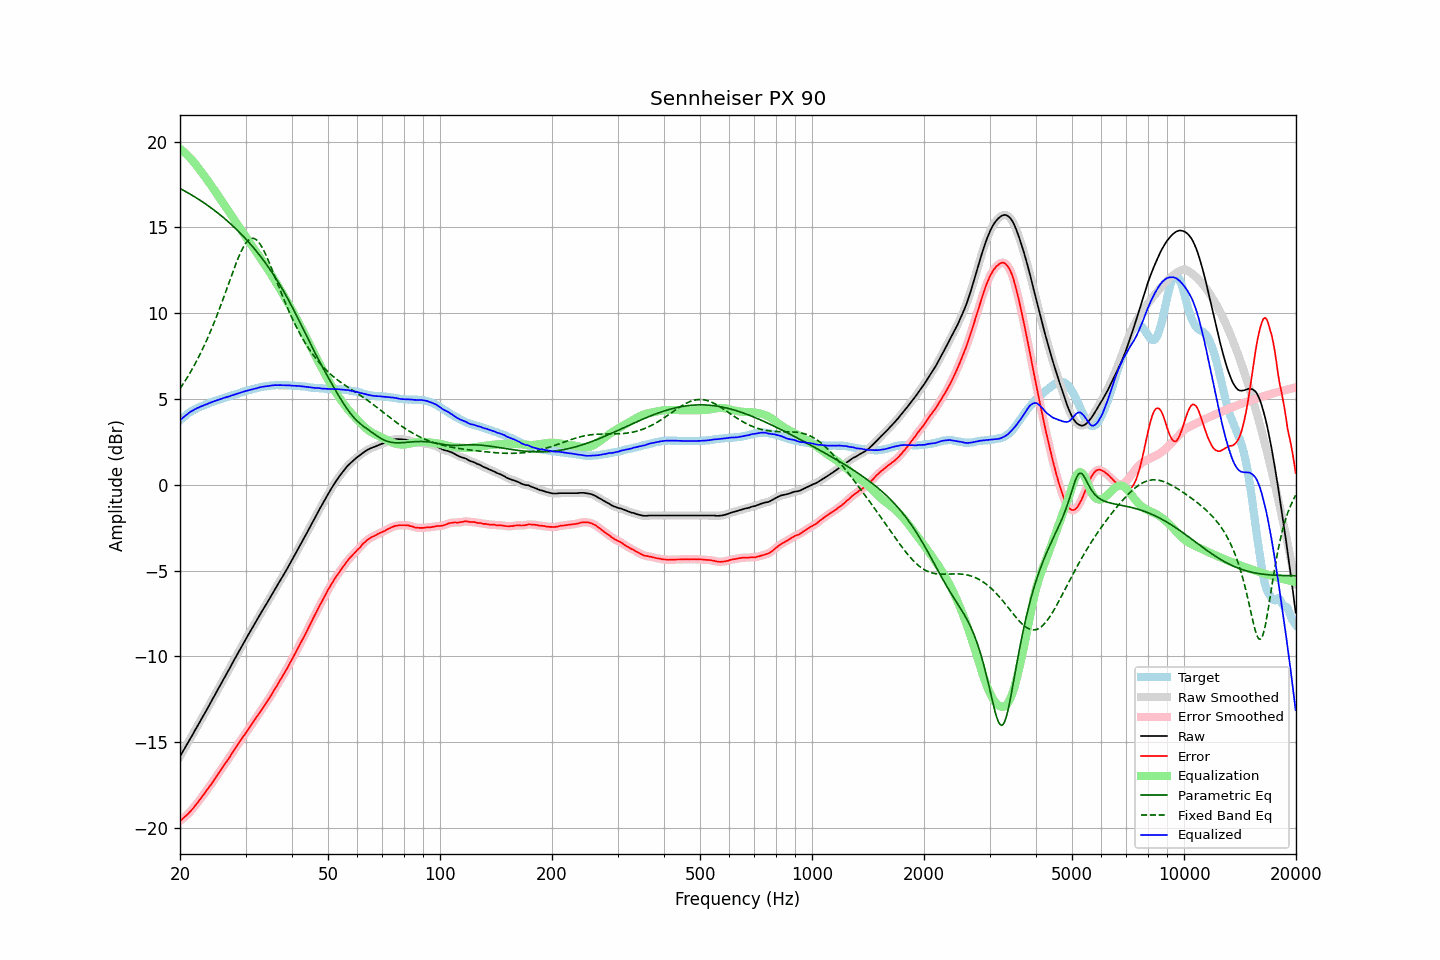 Sennheiser PX 90
Amplitude (dBr)
20
15
10
5
0
−5
−10
−15
−20
20
50
100
200
500
1000
2000
5000
10000
20000
Frequency (Hz)
Target
Raw Smoothed
Error Smoothed
Raw
Error
Equalization
Parametric Eq
Fixed Band Eq
Equalized